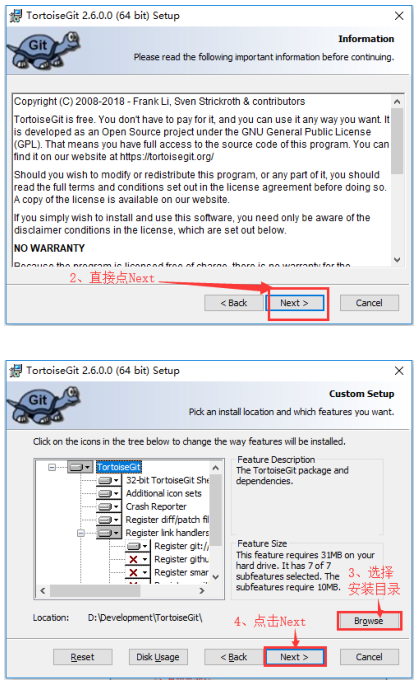 TortoiseGit 2.6.0.0 (64 bit) Setup
Git
Information
Please read the following important information before continuing.
Copyright (C) 2008-2018 - Frank Li, Sven Strickroth & contributors
TortoiseGit is free. You don't have to pay for it, and you can use it any way you want. It
is developed as an Open Source project under the GNU General Public License
(GPL). That means you have full access to the source code of this program. You can
find it on our website at https://tortoisegit.org/
Should you wish to modify or redistribute this program, or any part of it, you should
read the full terms and conditions set out in the license agreement before doing so.
A copy of the license is available on our website.
If you simply wish to install and use this software, you need only be aware of the
disclaimer conditions in the license, which are set out below.
NO WARRANTY
Because the program is licensed free of charge, there is no warranty for the
2、直接点Next
< Back
Next >
Cancel
TortoiseGit 2.6.0.0 (64 bit) Setup
Git
Custom Setup
Pick an install location and which features you want.
Click on the icons in the tree below to change the way features will be installed.
TortoiseGit
32-bit TortoiseGit She
Additional icon sets
Crash Reporter
Register diff/patch fil
Register link handlers
Register git://
Register githu
Register smar
Feature Description
The TortoiseGit package and
dependencies.
Feature Size
This feature requires 31MB on your
hard drive. It has 7 of 7
subfeatures selected. The
subfeatures require 10MB.
3、选择
安装目录
Location: D:\Development\TortoiseGit\
Browse
4、点击Next
Reset
Disk Usage
< Back
Next >
Cancel